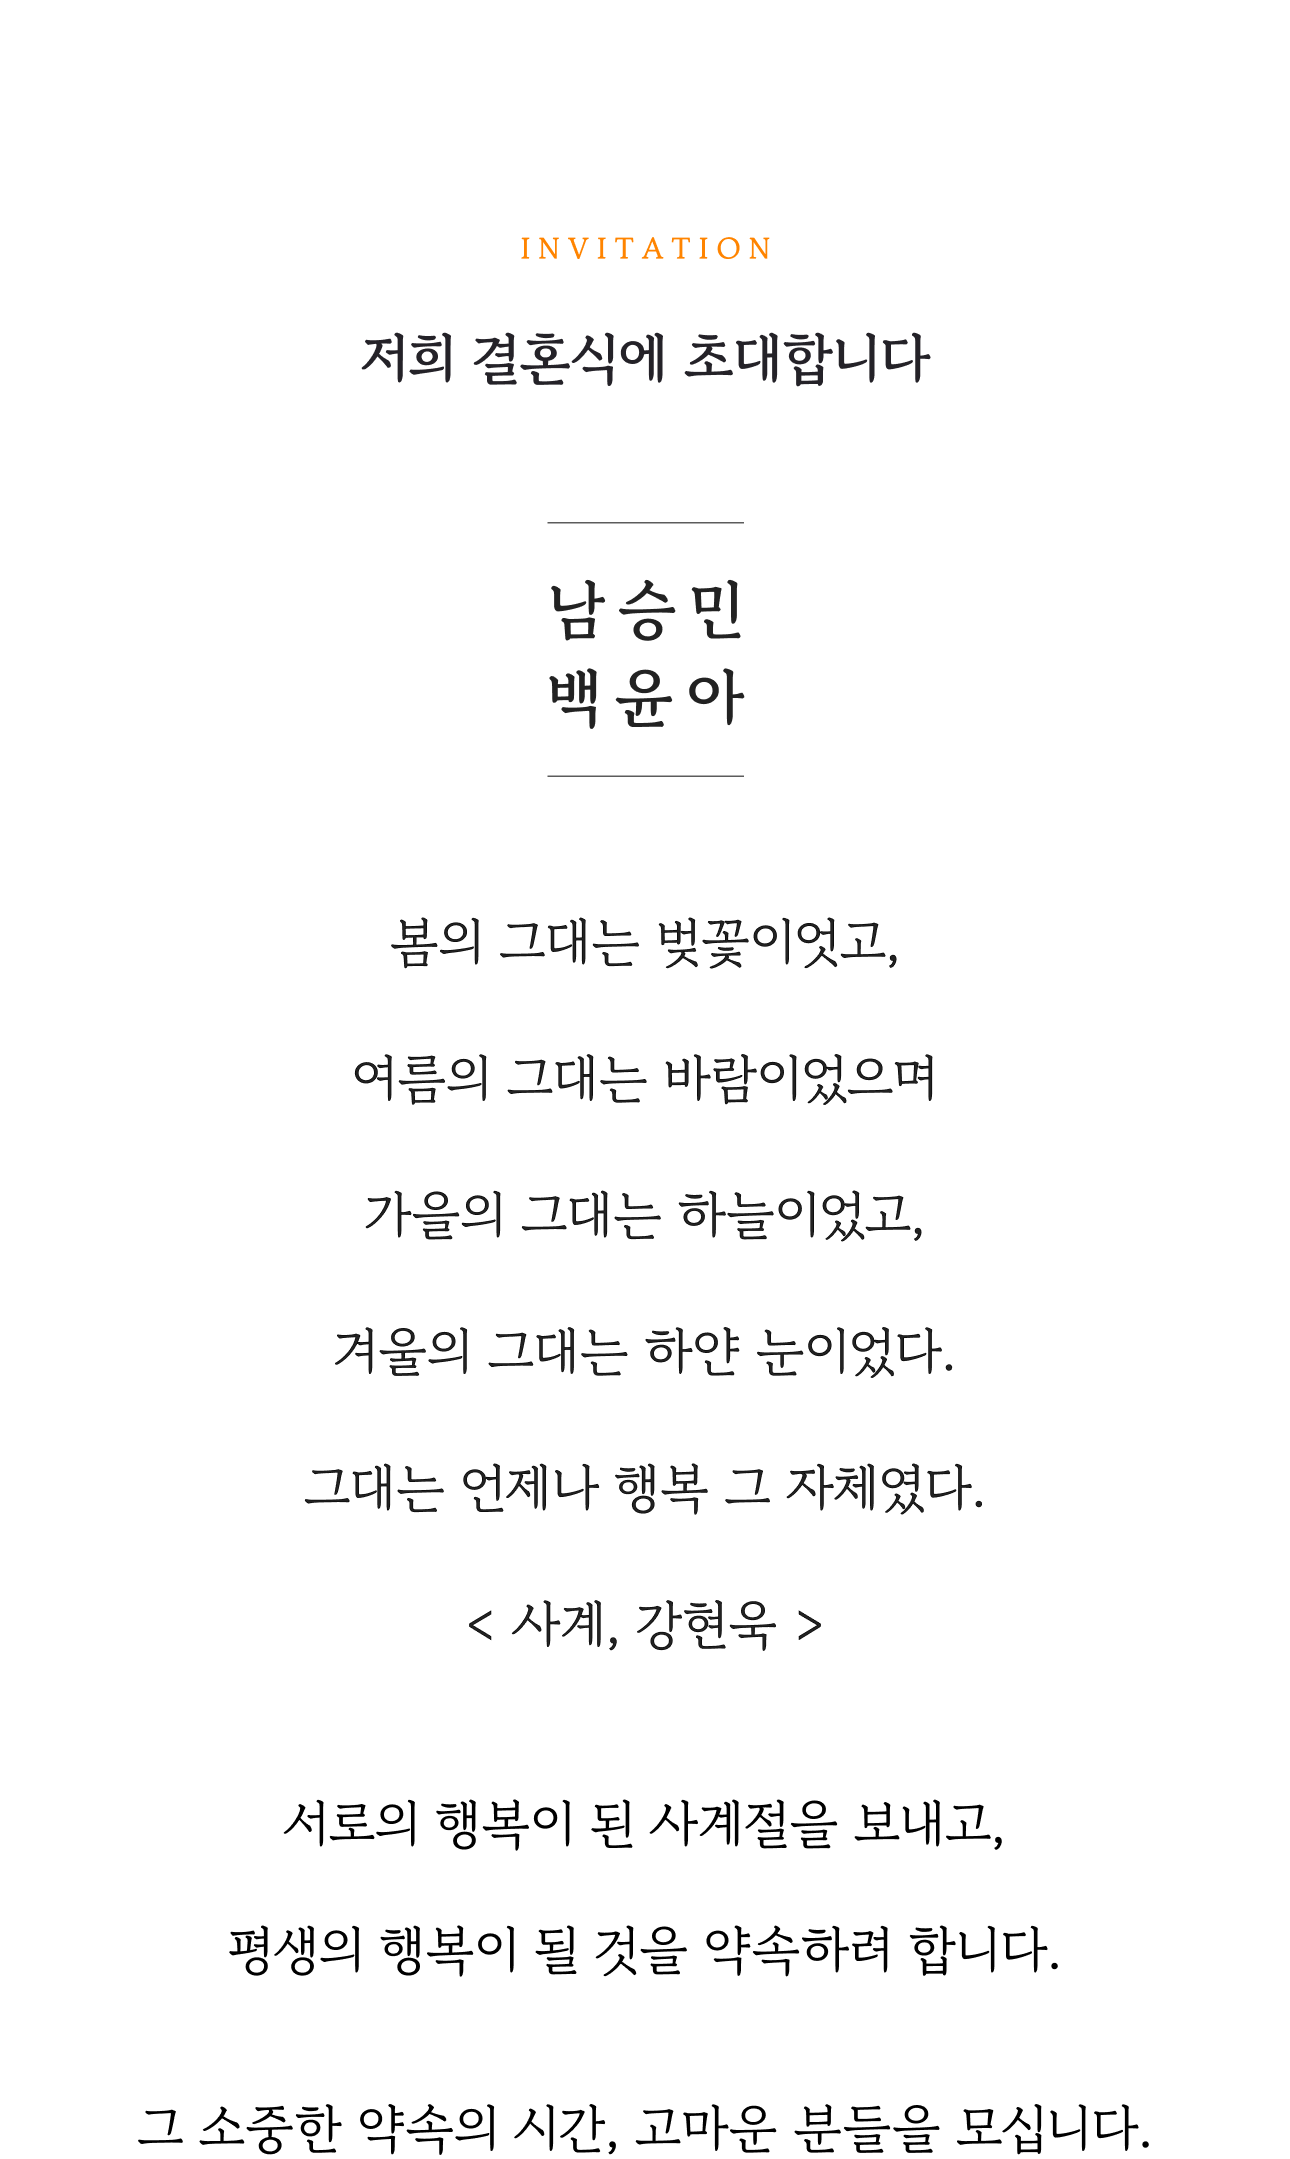 INVITATION
저희 결혼식에 초대합니다
남승민
백윤아
봄의 그대는 벚꽃이엇고,
여름의 그대는 바람이었으며
가을의 그대는 하늘이었고,
겨울의 그대는 하얀 눈이었다.
그대는 언제나 행복 그 자체였다.
< 사계, 강현욱 >
서로의 행복이 된 사계절을 보내고,
평생의 행복이 될 것을 약속하려 합니다.
그 소중한 약속의 시간, 고마운 분들을 모십니다.